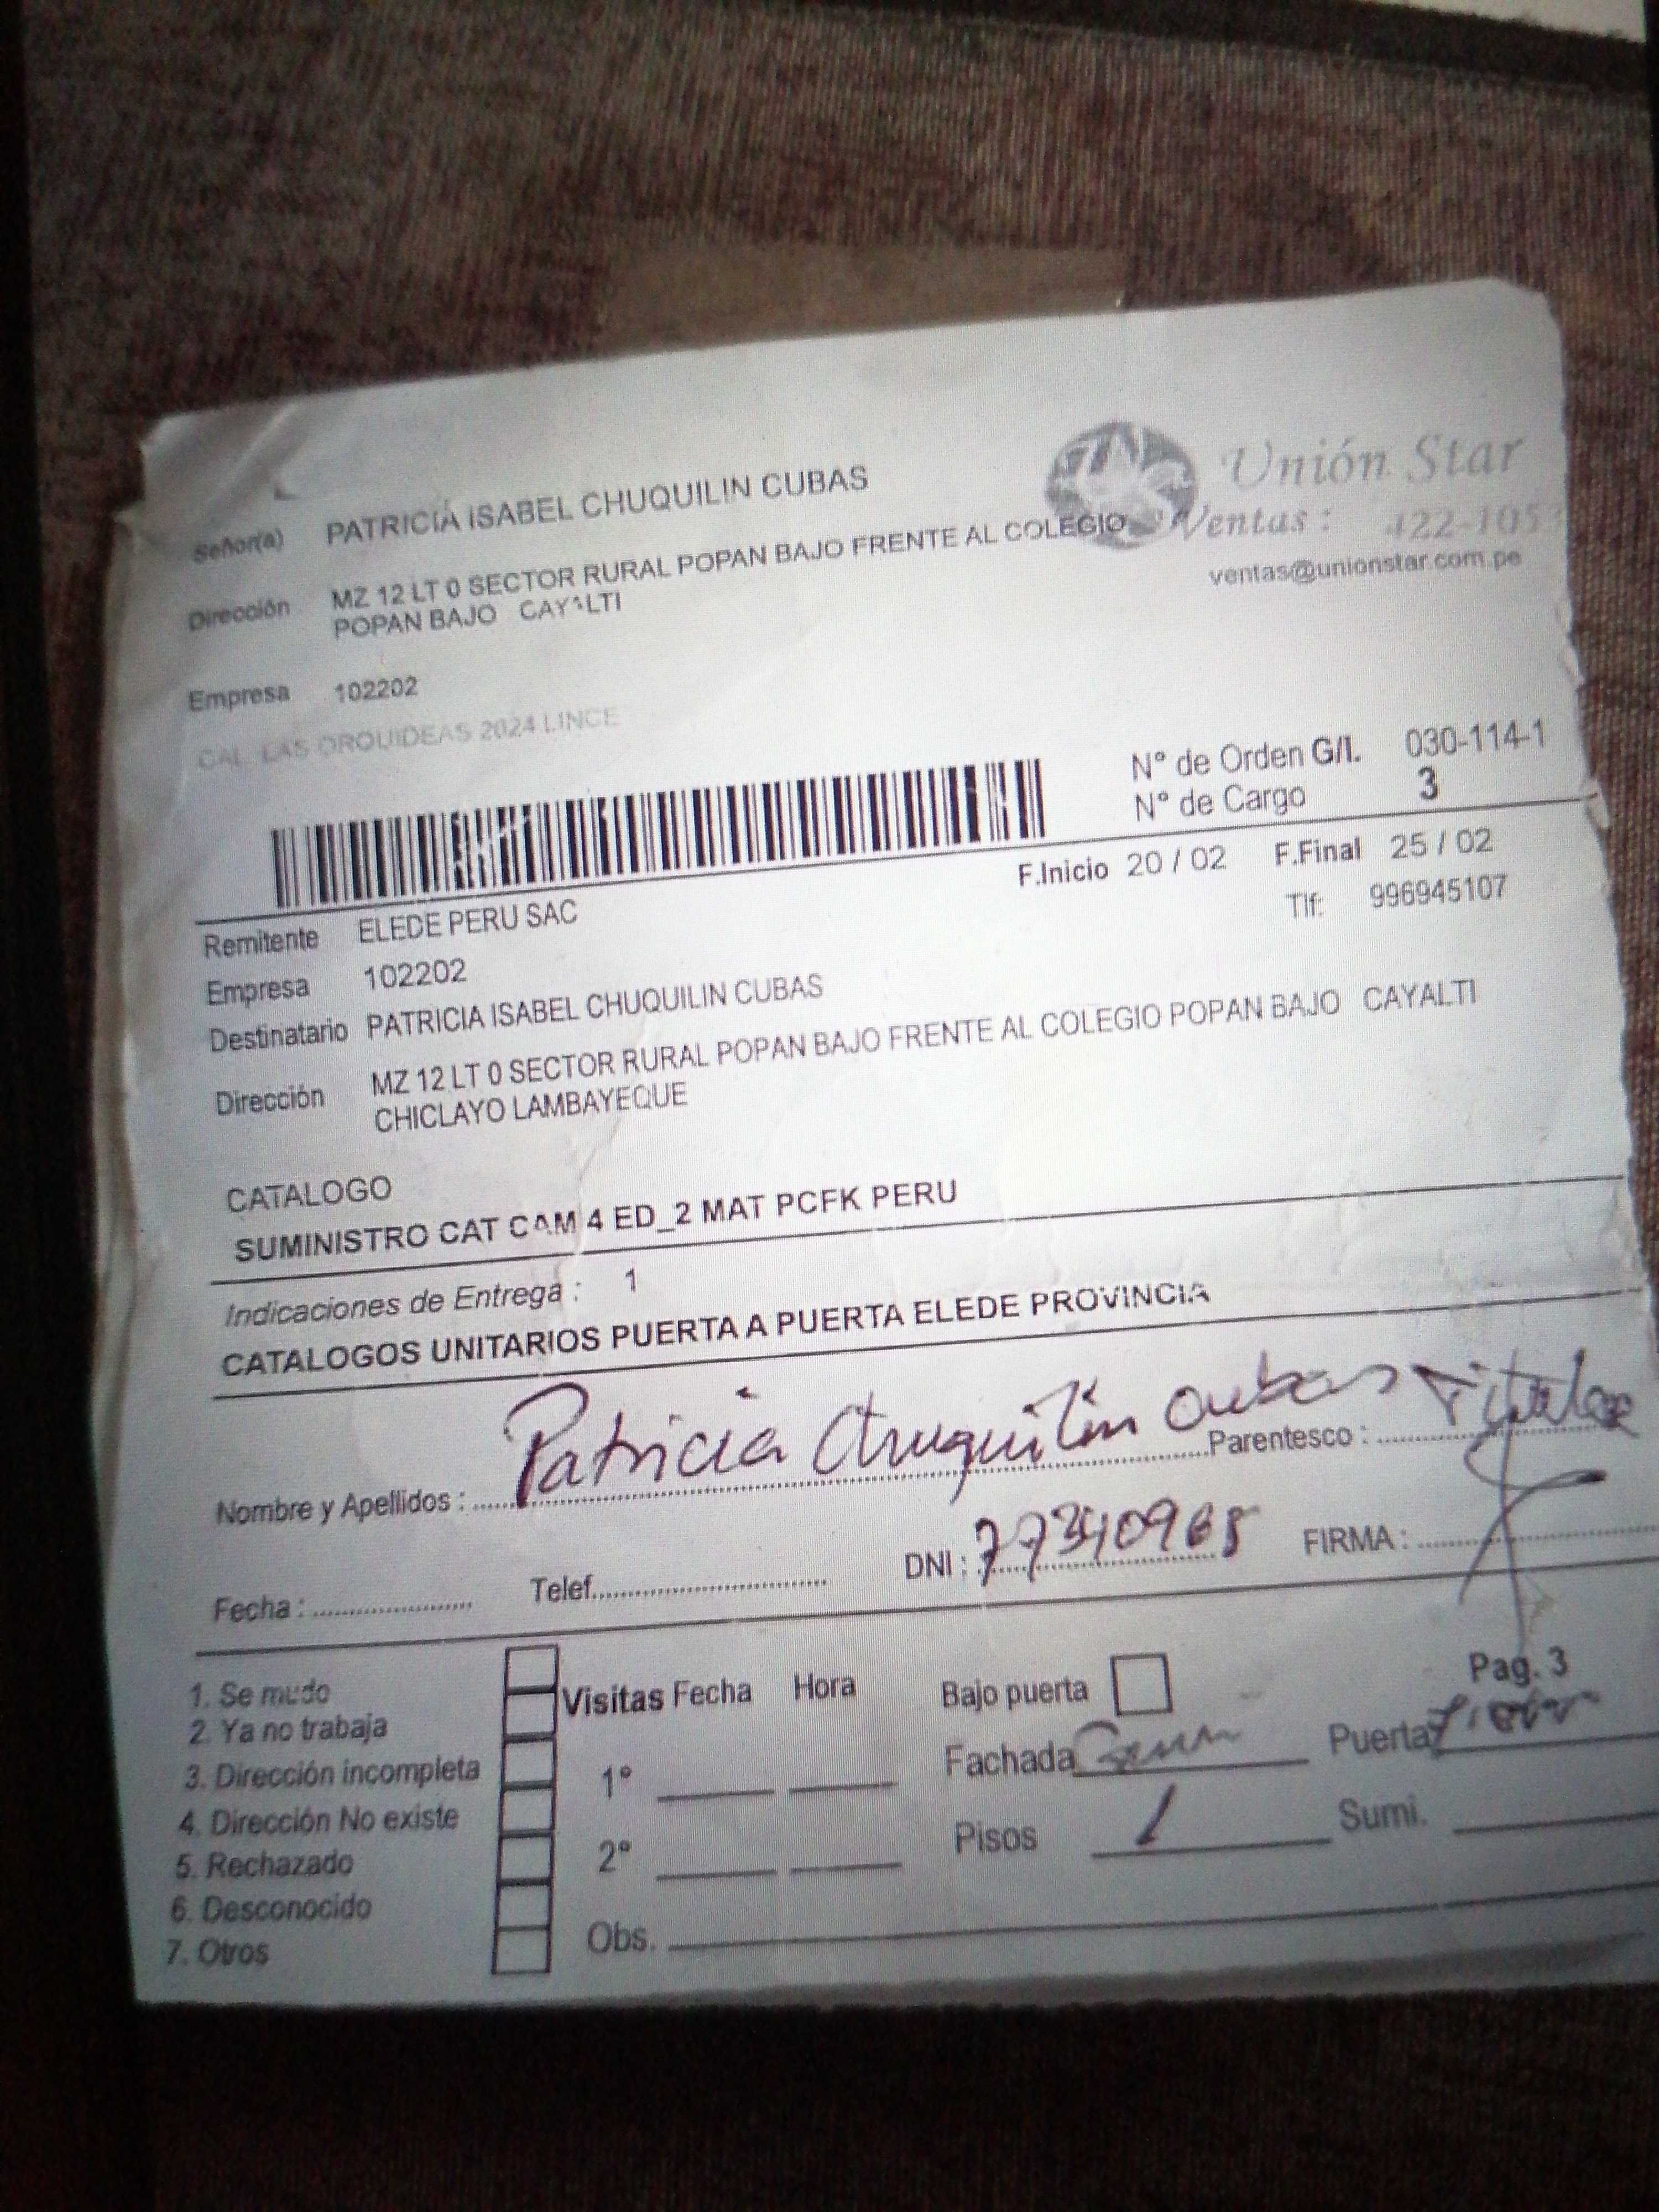 Unión Star
Señor(a) PATRICIA ISABEL CHUQUILIN CUBAS
Ventas: 422-105
ventas@unionstar.com.pe
Dirección MZ 12 LT 0 SECTOR RURAL POPAN BAJO FRENTE AL COLEGIO
POPAN BAJO CAYALTI
Empresa 102202
CAL LAS ORQUIDEAS 2024 LINCE
N° de Orden G/I. 030-114-1
N° de Cargo 3
F.Inicio 20 / 02 F.Final 25 / 02
Remitente ELEDE PERU SAC Tlf: 996945107
Empresa 102202
Destinatario PATRICIA ISABEL CHUQUILIN CUBAS
Dirección MZ 12 LT 0 SECTOR RURAL POPAN BAJO FRENTE AL COLEGIO POPAN BAJO CAYALTI
CHICLAYO LAMBAYEQUE
CATALOGO
SUMINISTRO CAT CAM 4 ED_2 MAT PCFK PERU
Indicaciones de Entrega : 1
CATALOGOS UNITARIOS PUERTA A PUERTA ELEDE PROVINCIA
Nombre y Apellidos : Patricia Chuquilin Cubas Parentesco : Titular
Fecha : Telef. DNI : 77340965 FIRMA :
Pag. 3
1. Se mudo Visitas Fecha Hora Bajo puerta
2. Ya no trabaja
3. Dirección incompleta 1° Fachada Puerta
4. Dirección No existe
5. Rechazado 2° Pisos 1 Sumi.
6. Desconocido
7. Otros Obs.